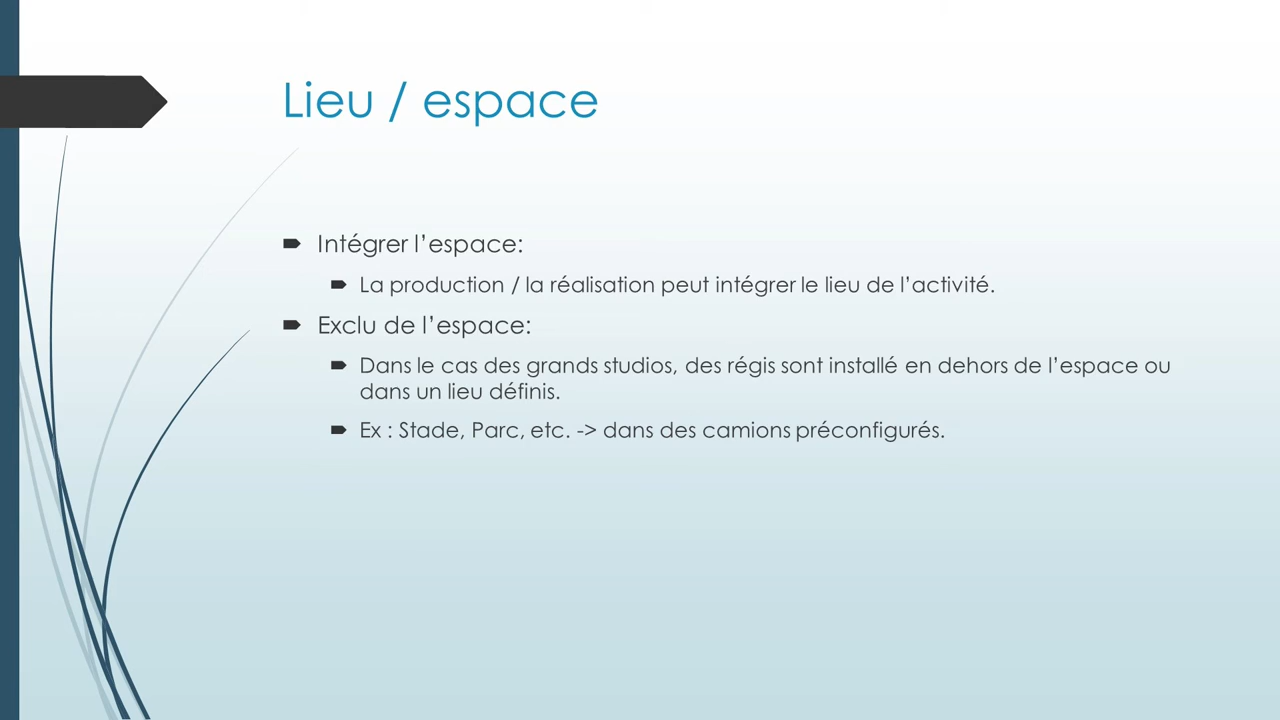 Lieu / espace
Intégrer l’espace:
La production / la réalisation peut intégrer le lieu de l’activité.
Exclu de l’espace:
Dans le cas des grands studios, des régis sont installé en dehors de l’espace ou
dans un lieu définis.
Ex : Stade, Parc, etc. -> dans des camions préconfigurés.